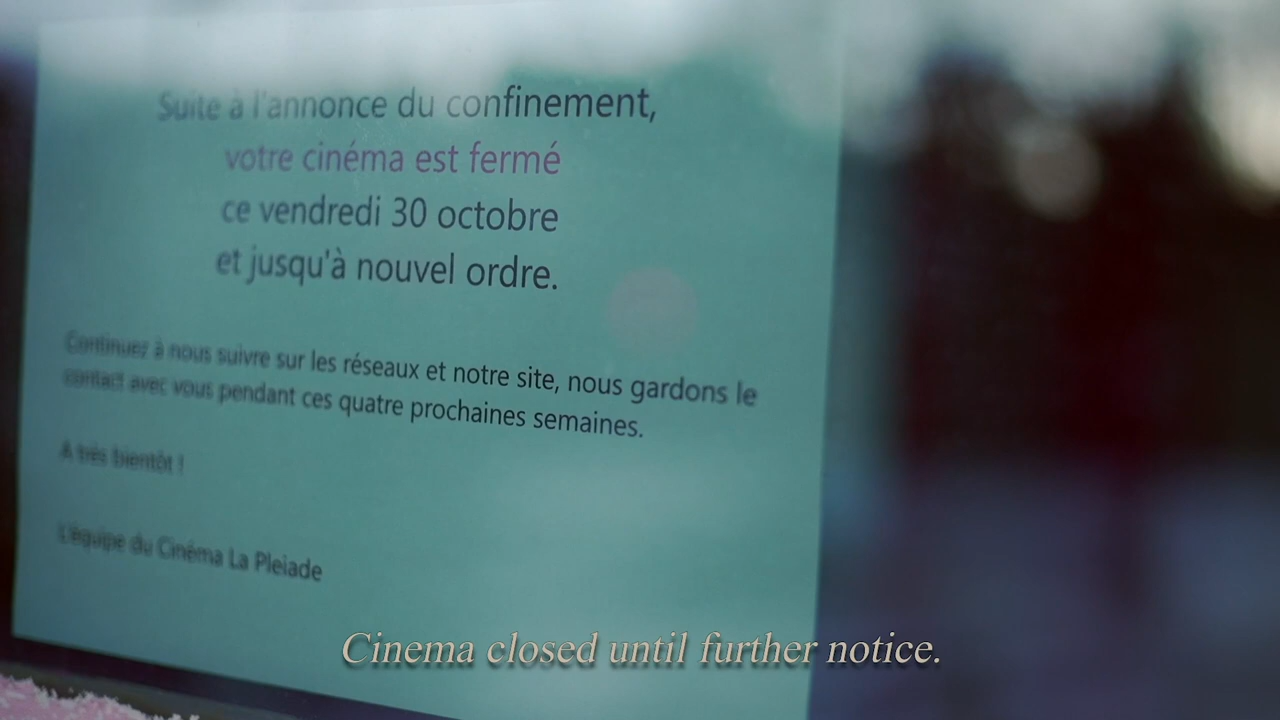 Suite à l'annonce du confinement,
votre cinéma est fermé
ce vendredi 30 octobre
et jusqu'à nouvel ordre.
Continuer à nous suivre sur les réseaux et notre site, nous gardons le
contact avec vous pendant ces quatre prochaines semaines.
A très bientôt !
L'équipe du Cinéma La Pleiade
Cinema closed until further notice.